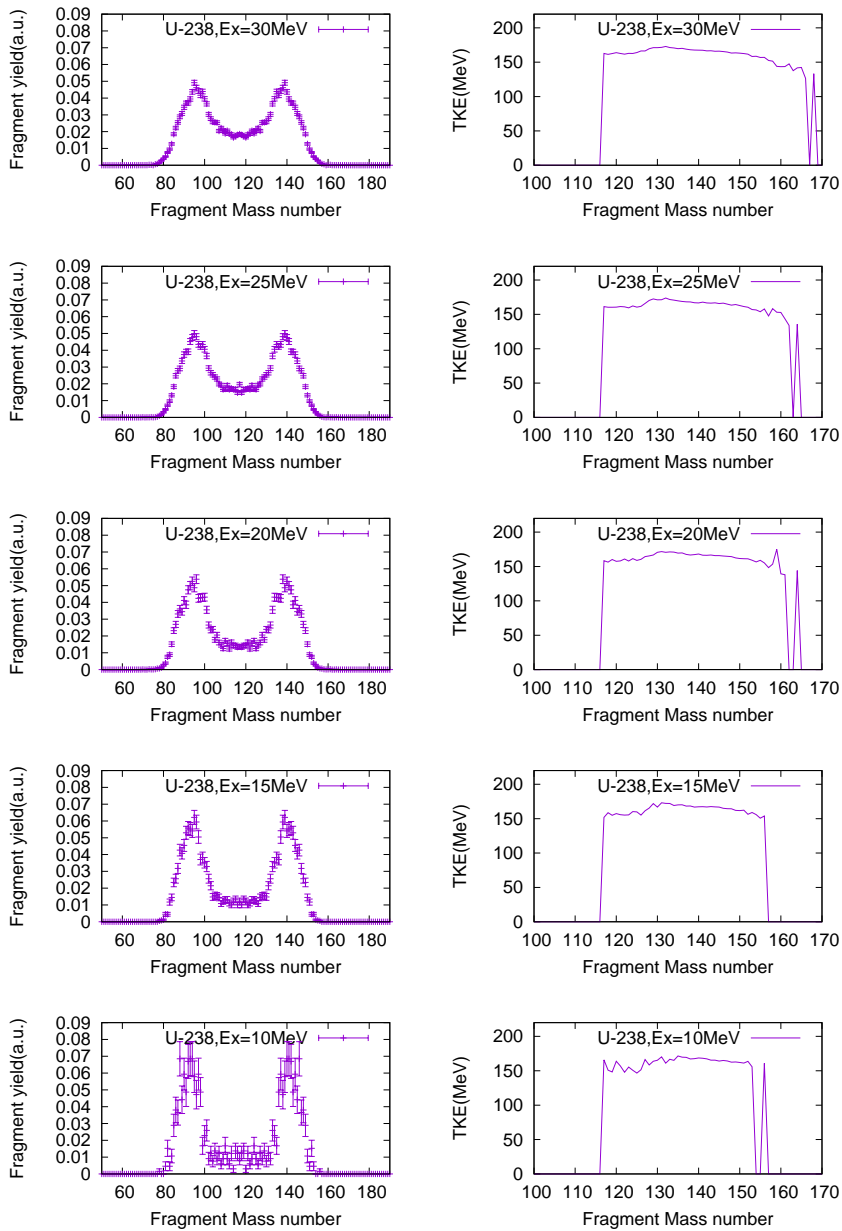 U-238,Ex=30MeV
Fragment yield(a.u.)
0.09
0.08
0.07
0.06
0.05
0.04
0.03
0.02
0.01
0
60 80 100 120 140 160 180
Fragment Mass number
U-238,Ex=30MeV
TKE(MeV)
200
150
100
50
0
100 110 120 130 140 150 160 170
Fragment Mass number
U-238,Ex=25MeV
Fragment yield(a.u.)
0.09
0.08
0.07
0.06
0.05
0.04
0.03
0.02
0.01
0
60 80 100 120 140 160 180
Fragment Mass number
U-238,Ex=25MeV
TKE(MeV)
200
150
100
50
0
100 110 120 130 140 150 160 170
Fragment Mass number
U-238,Ex=20MeV
Fragment yield(a.u.)
0.09
0.08
0.07
0.06
0.05
0.04
0.03
0.02
0.01
0
60 80 100 120 140 160 180
Fragment Mass number
U-238,Ex=20MeV
TKE(MeV)
200
150
100
50
0
100 110 120 130 140 150 160 170
Fragment Mass number
U-238,Ex=15MeV
Fragment yield(a.u.)
0.09
0.08
0.07
0.06
0.05
0.04
0.03
0.02
0.01
0
60 80 100 120 140 160 180
Fragment Mass number
U-238,Ex=15MeV
TKE(MeV)
200
150
100
50
0
100 110 120 130 140 150 160 170
Fragment Mass number
U-238,Ex=10MeV
Fragment yield(a.u.)
0.09
0.08
0.07
0.06
0.05
0.04
0.03
0.02
0.01
0
60 80 100 120 140 160 180
Fragment Mass number
U-238,Ex=10MeV
TKE(MeV)
200
150
100
50
0
100 110 120 130 140 150 160 170
Fragment Mass number